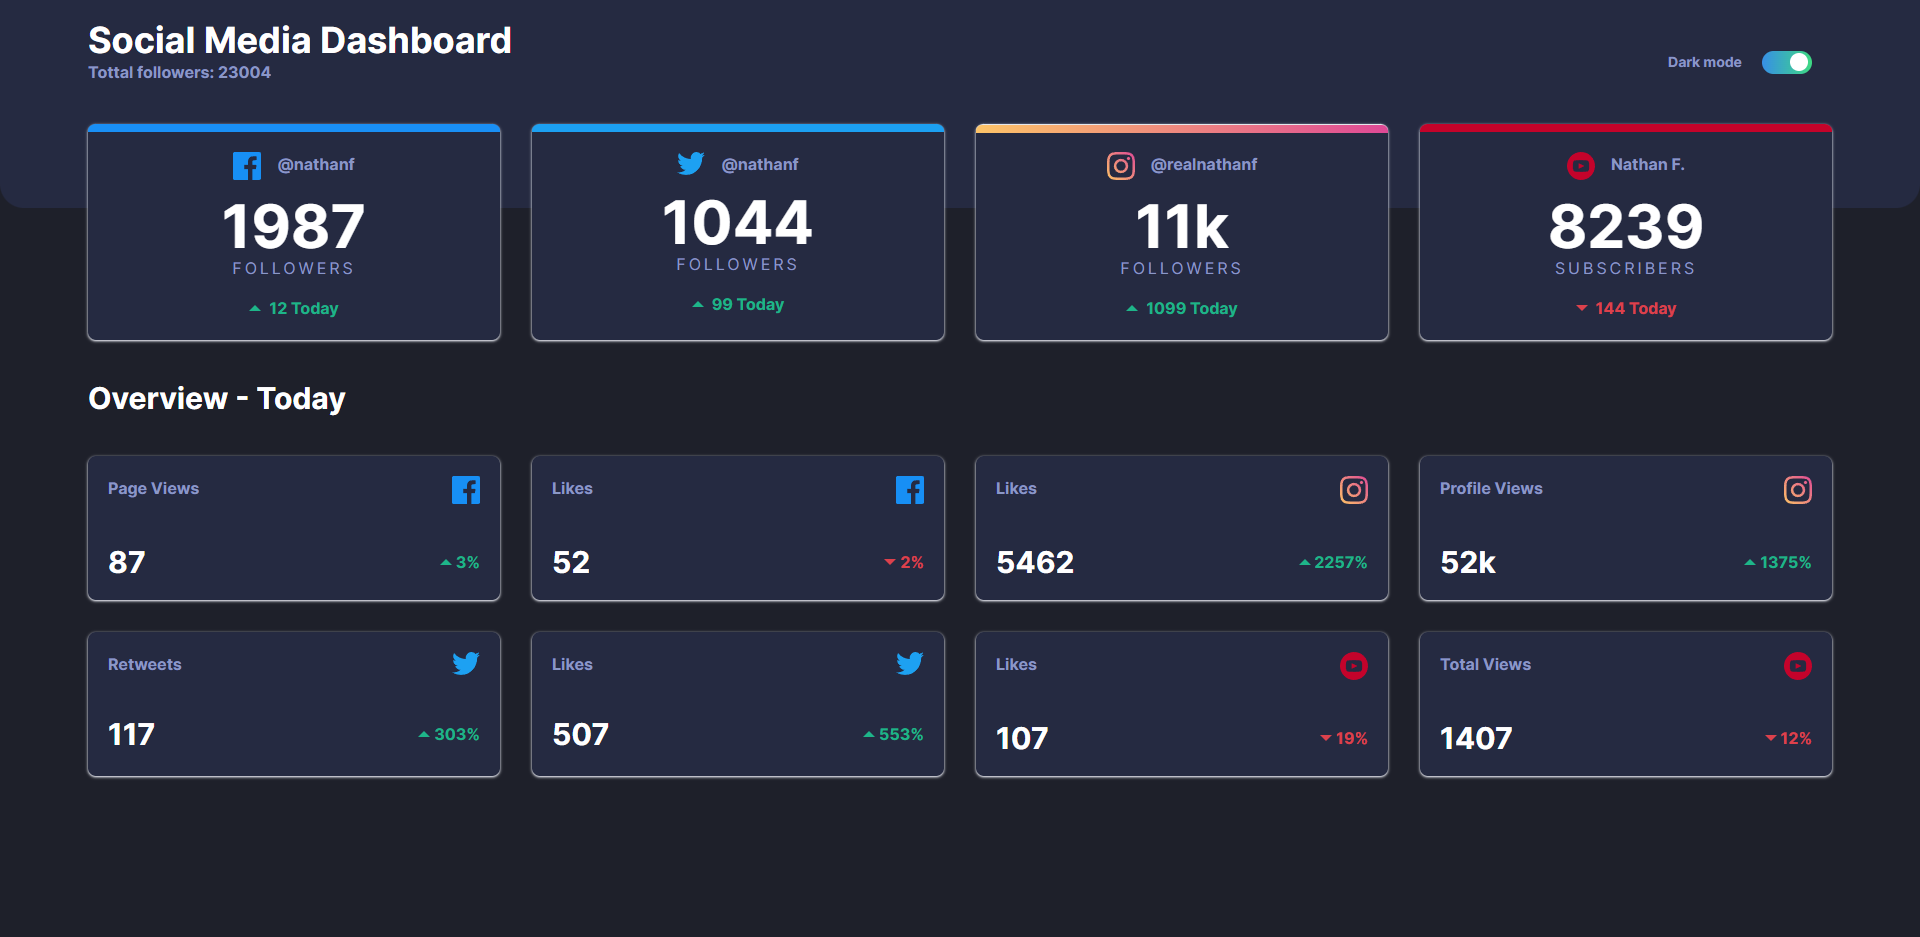 Social Media Dashboard
Tottal followers: 23004
Dark mode
@nathanf
1987
FOLLOWERS
12 Today
@nathanf
1044
FOLLOWERS
99 Today
@realnathanf
11k
FOLLOWERS
1099 Today
Nathan F.
8239
SUBSCRIBERS
144 Today
Overview - Today
Page Views
87
3%
Likes
52
2%
Likes
5462
2257%
Profile Views
52k
1375%
Retweets
117
303%
Likes
507
553%
Likes
107
19%
Total Views
1407
12%